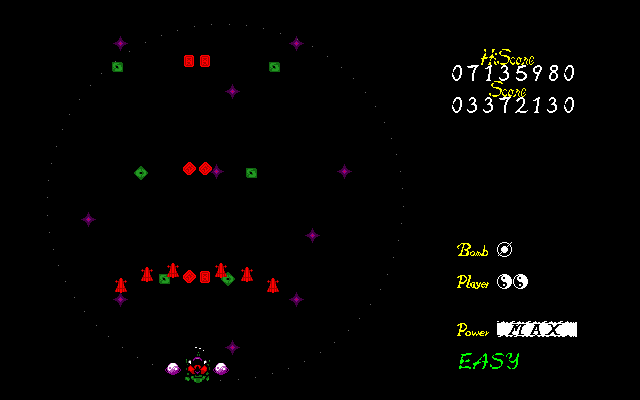 HiScore
07135980
Score
03372130
Bomb
Player
Power MAX
EASY